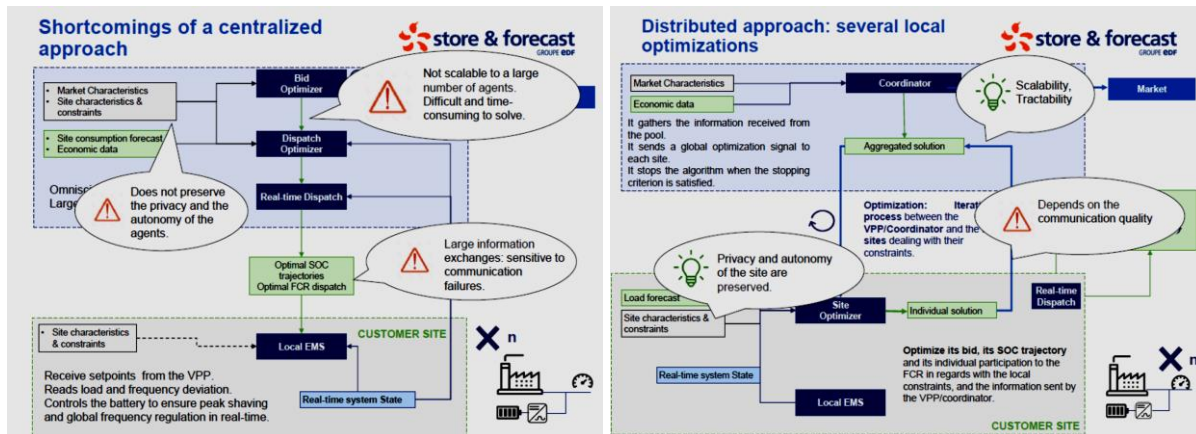 Shortcomings of a centralized
approach
store & forecast
GROUPE EDF
Market Characteristics
Site characteristics &
constraints
Site consumption forecast
Economic data
Bid
Optimizer
Dispatch
Optimizer
Real-time Dispatch
Not scalable to a large
number of agents.
Difficult and time-
consuming to solve.
Does not preserve
the privacy and the
autonomy of the
agents.
Large
Large information
exchanges: sensitive to
communication
failures.
Optimal SOC
trajectories
Optimal FCR dispatch
CUSTOMER SITE
Site characteristics
& constraints
Local EMS
n
Receive setpoints from the VPP.
Reads load and frequency deviation.
Controls the battery to ensure peak shaving
and global frequency regulation in real-time.
Real-time system State
Distributed approach: several local
optimizations
store & forecast
GROUPE EDF
Market Characteristics
Economic data
Coordinator
Scalability,
Tractability
Market
It gathers the information received from
the pool.
It sends a global optimization signal to
each site.
It stops the algorithm when the stopping
criterion is satisfied.
Aggregated solution
Optimization:
process between the
VPP/Coordinator and the
sites dealing with their
constraints.
Depends on the
communication quality
Privacy and autonomy
of the site are
preserved.
Load forecast
Site characteristics &
constraints
Site
Optimizer
Individual solution
Real-time
Dispatch
Optimize its bid, its SOC trajectory
and its individual participation to the
FCR in regards with the local
constraints, and the information sent by
the VPP/coordinator.
n
Real-time system State
Local EMS
CUSTOMER SITE